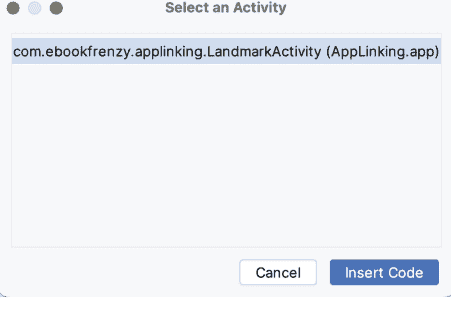 Select an Activity
com.ebookfrenzy.applinking.LandmarkActivity (AppLinking.app)
Cancel
Insert Code